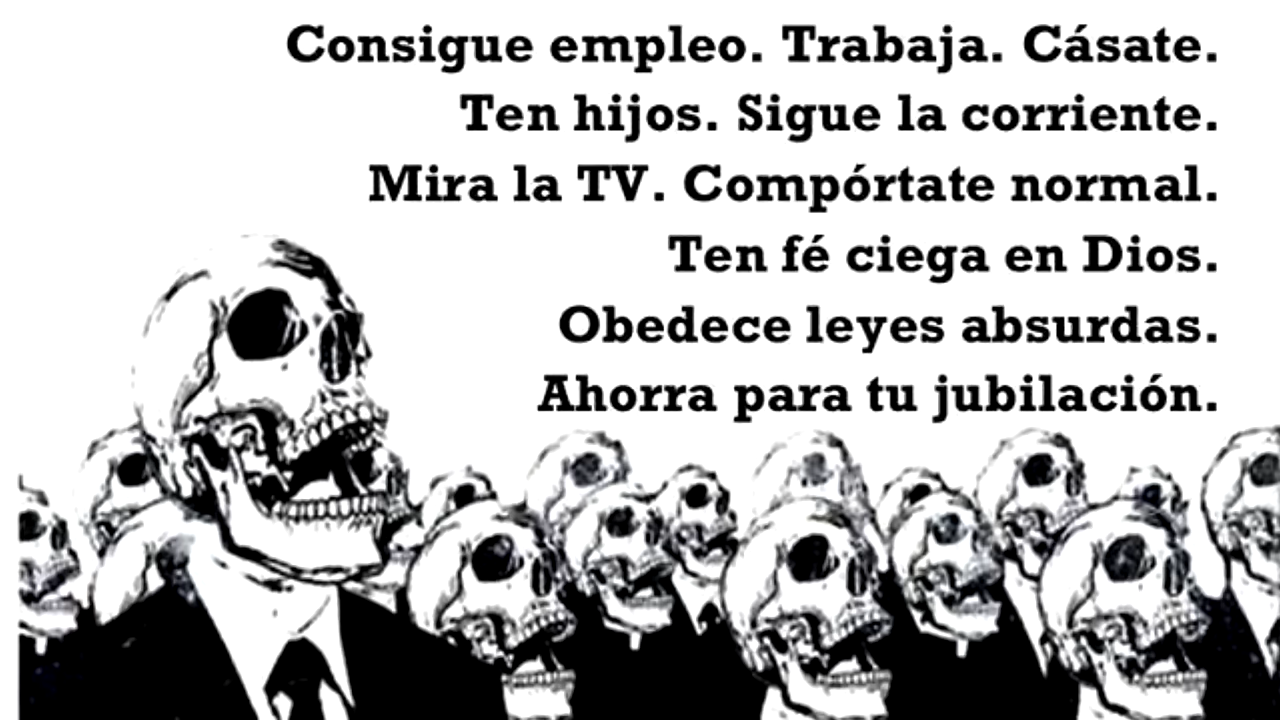 Consigue empleo. Trabaja. Cásate.
Ten hijos. Sigue la corriente.
Mira la TV. Compórtate normal.
Ten fé ciega en Dios.
Obedece leyes absurdas.
Ahorra para tu jubilación.